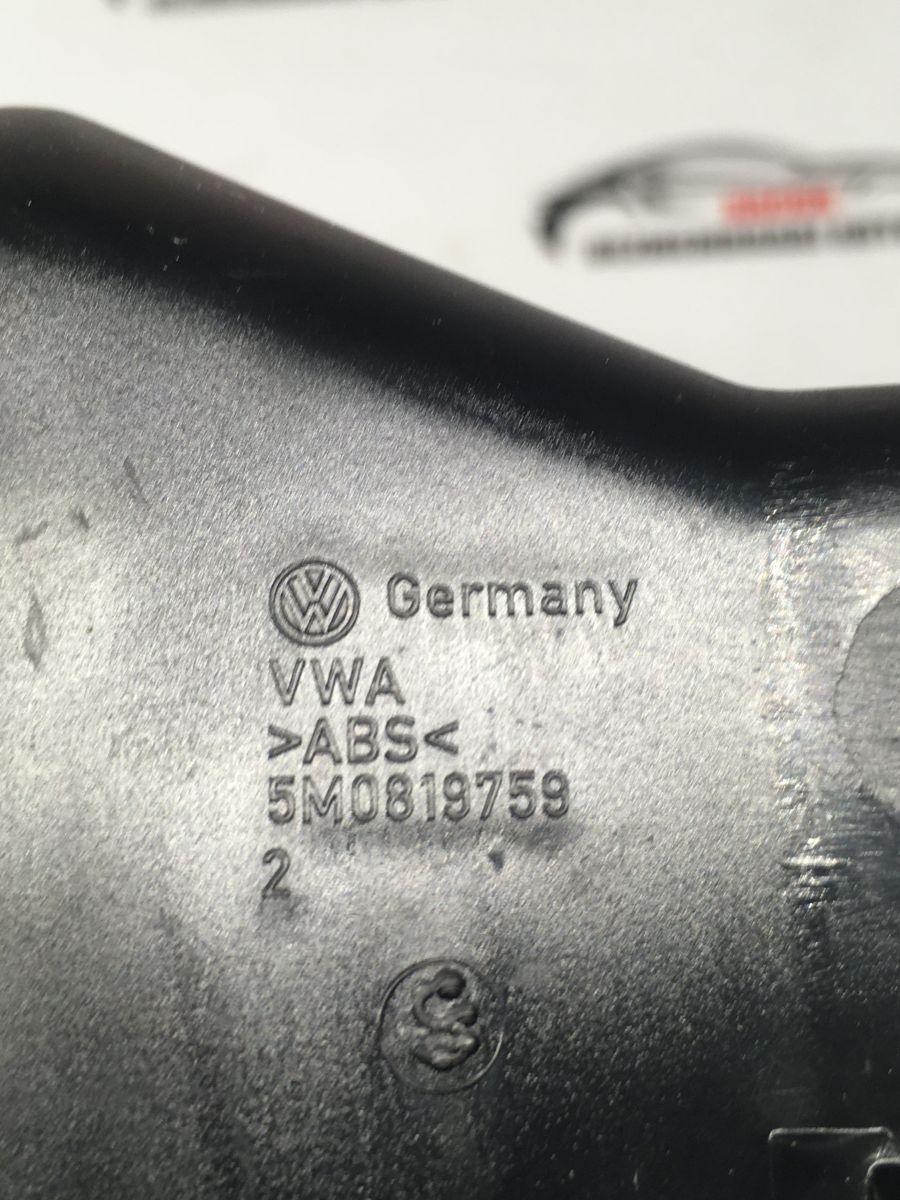 Germany
VWA
>ABS<
5M0819759
2